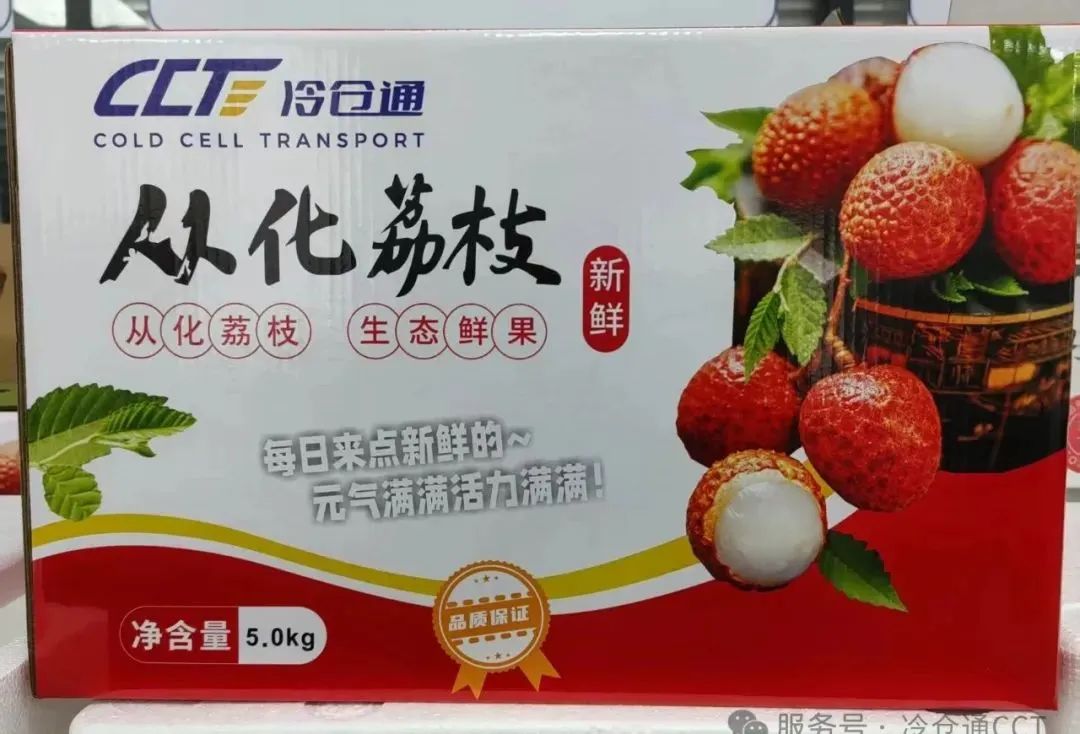 CCT 冷仓通
COLD CELL TRANSPORT
从化荔枝
新鲜
从化荔枝 生态鲜果
每日来点新鲜的~
元气满满活力满满!
品质保证
净含量 5.0kg
服务号·冷仓通CCT